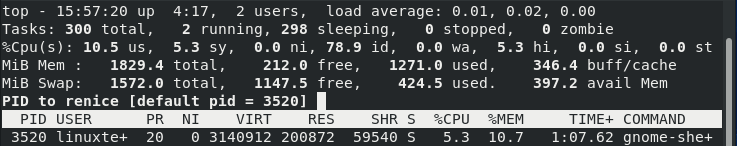 top - 15:57:20 up  4:17,  2 users,  load average: 0.01, 0.02, 0.00
Tasks: 300 total,   2 running, 298 sleeping,   0 stopped,   0 zombie
%Cpu(s): 10.5 us,  5.3 sy,  0.0 ni, 78.9 id,  0.0 wa,  5.3 hi,  0.0 si,  0.0 st
MiB Mem :   1829.4 total,    212.0 free,   1271.0 used,    346.4 buff/cache
MiB Swap:   1572.0 total,   1147.5 free,    424.5 used.    397.2 avail Mem
PID to renice [default pid = 3520]
PID USER      PR  NI    VIRT    RES    SHR S  %CPU  %MEM     TIME+ COMMAND
3520 linuxte+  20   0 3140912 200872  59540 S   5.3  10.7   1:07.62 gnome-she+